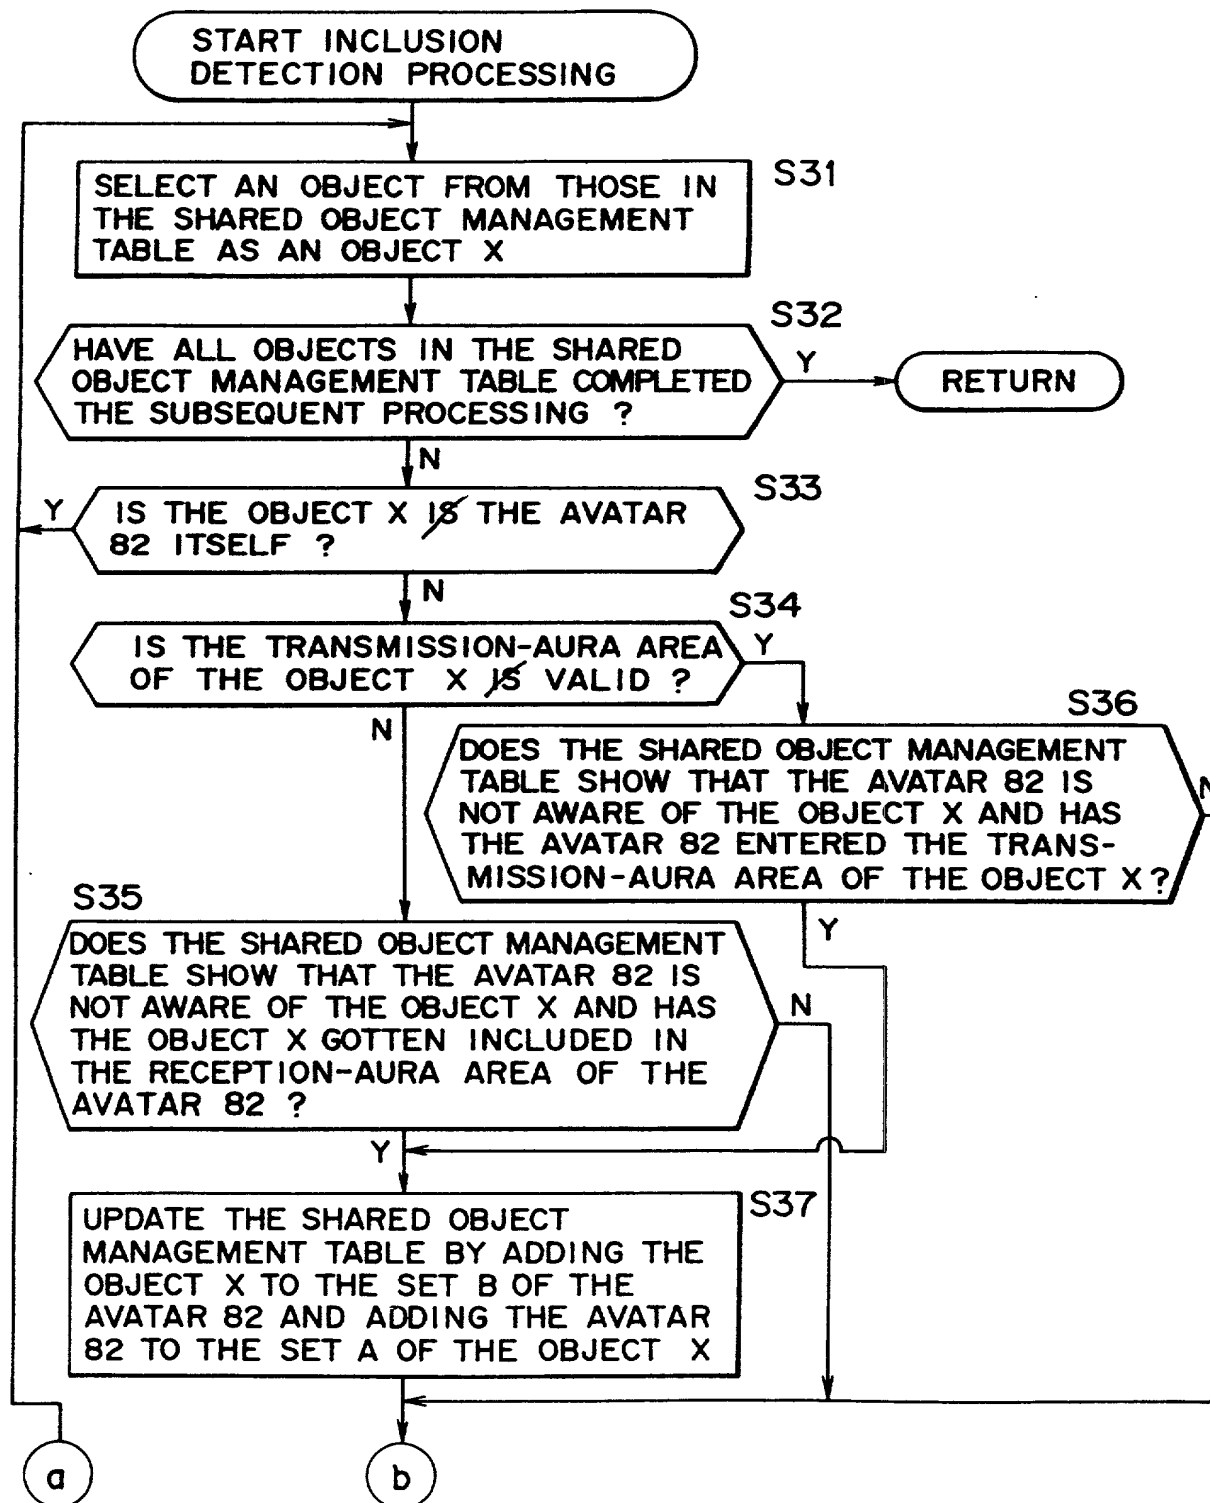 START INCLUSION
DETECTION PROCESSING
S31
SELECT AN OBJECT FROM THOSE IN
THE SHARED OBJECT MANAGEMENT
TABLE AS AN OBJECT X
S32
HAVE ALL OBJECTS IN THE SHARED
OBJECT MANAGEMENT TABLE COMPLETED
THE SUBSEQUENT PROCESSING ?
Y
RETURN
N
S33
Y
IS THE OBJECT X IS THE AVATAR
82 ITSELF ?
N
S34
IS THE TRANSMISSION-AURA AREA
OF THE OBJECT X IS VALID ?
Y
N
S36
DOES THE SHARED OBJECT MANAGEMENT
TABLE SHOW THAT THE AVATAR 82 IS
NOT AWARE OF THE OBJECT X AND HAS
THE AVATAR 82 ENTERED THE TRANS-
MISSION-AURA AREA OF THE OBJECT X ?
N
Y
S35
DOES THE SHARED OBJECT MANAGEMENT
TABLE SHOW THAT THE AVATAR 82 IS
NOT AWARE OF THE OBJECT X AND HAS
THE OBJECT X GOTTEN INCLUDED IN
THE RECEPTION-AURA AREA OF THE
AVATAR 82 ?
N
Y
S37
UPDATE THE SHARED OBJECT
MANAGEMENT TABLE BY ADDING THE
OBJECT X TO THE SET B OF THE
AVATAR 82 AND ADDING THE AVATAR
82 TO THE SET A OF THE OBJECT X
a
b